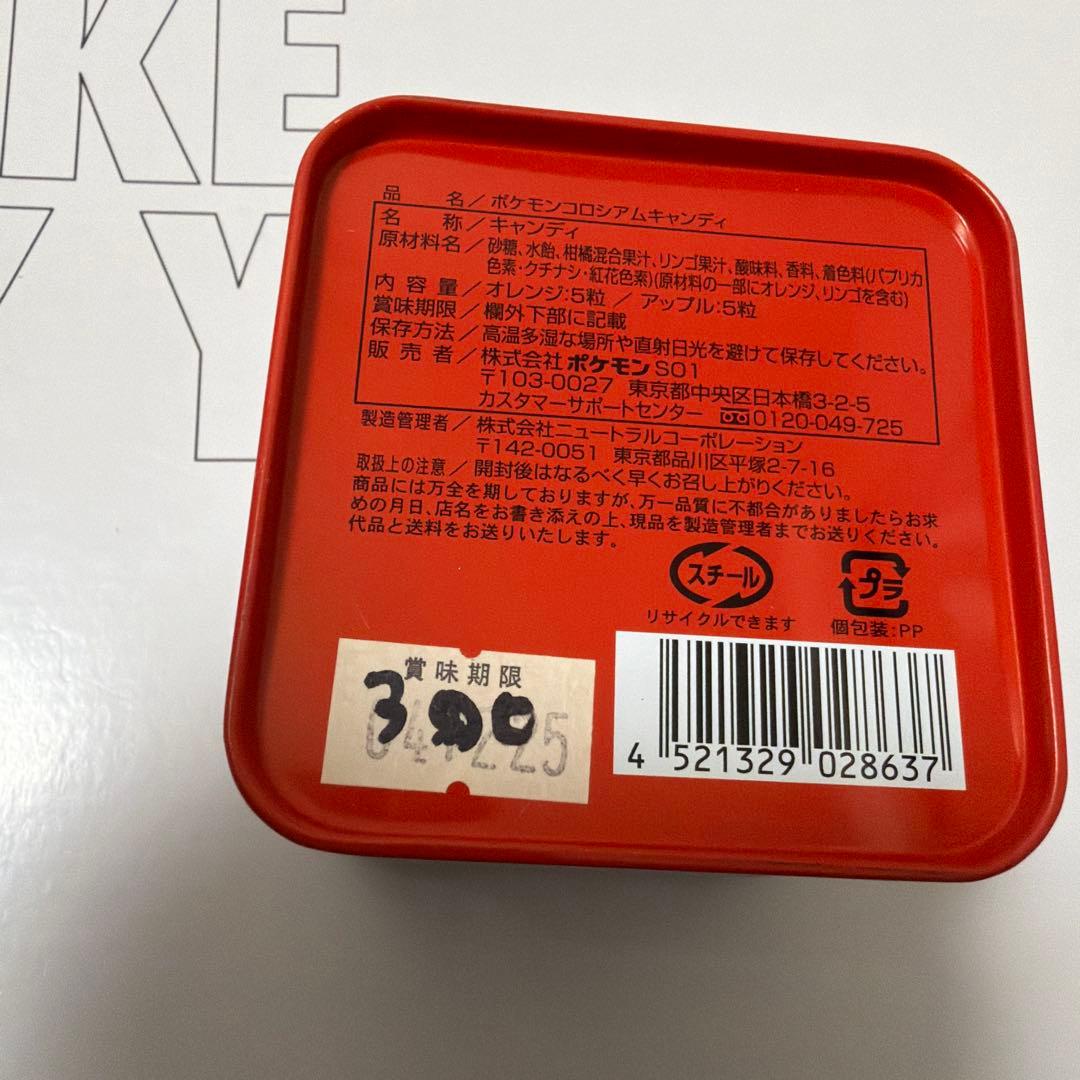 KE
Y
品名／ポケモンコロシアムキャンディ
名称／キャンディ
原材料名／砂糖、水飴、柑橘混合果汁、リンゴ果汁、酸味料、香料、着色料(パプリカ
色素・クチナシ・紅花色素)(原材料の一部にオレンジ、リンゴを含む)
内容量／オレンジ:5粒 ／ アップル:5粒
賞味期限／欄外下部に記載
保存方法／高温多湿な場所や直射日光を避けて保存してください。
販売者／株式会社ポケモン S01
〒103-0027 東京都中央区日本橋3-2-5
カスタマーサポートセンター 0120-049-725
製造管理者／株式会社ニュートラルコーポレーション
〒142-0051 東京都品川区平塚2-7-16
取扱上の注意／開封後はなるべく早くお召し上がりください。
商品には万全を期しておりますが、万一品質に不都合がありましたらお求
めの月日、店名をお書き添えの上、現品を製造管理者までお送りください。
代品と送料をお送りいたします。
スチール
リサイクルできます
プラ
個包装:PP
賞味期限
300
4 521329 028637